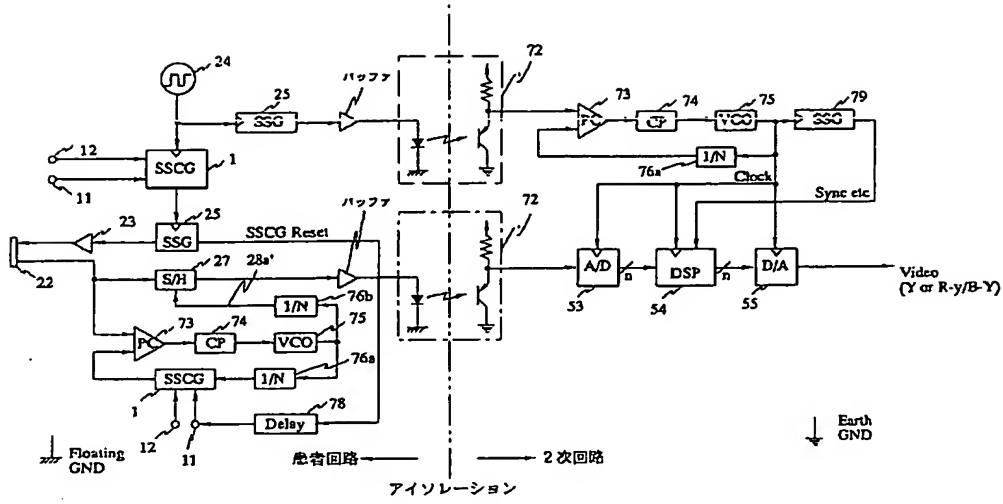 24
25
SSG
バッファ
72
73
PC
74
CP
75
VCO
79
SSG
12
11
SSCG
1
76a
1/N
Clock
Sync etc
25
SSG
SSCG Reset
23
22
バッファ
72
27
S/H
28a'
76b
1/N
A/D
53
n
DSP
54
n
D/A
55
Video
(Y or R-y/B-Y)
73
PC
74
CP
75
VCO
76a
SSCG
1
1/N
12
11
78
Delay
Floating
GND
Earth
GND
患者回路
2次回路
アイソレーション